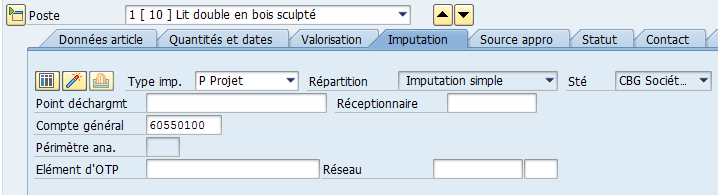 Poste 1 [ 10 ] Lit double en bois sculpté
Données article Quantités et dates Valorisation Imputation Source appro Statut Contact
Type imp. P Projet Répartition Imputation simple Sté CBG Sociét...
Point déchargmt Réceptionnaire
Compte général 60550100
Périmètre ana.
Elément d'OTP Réseau